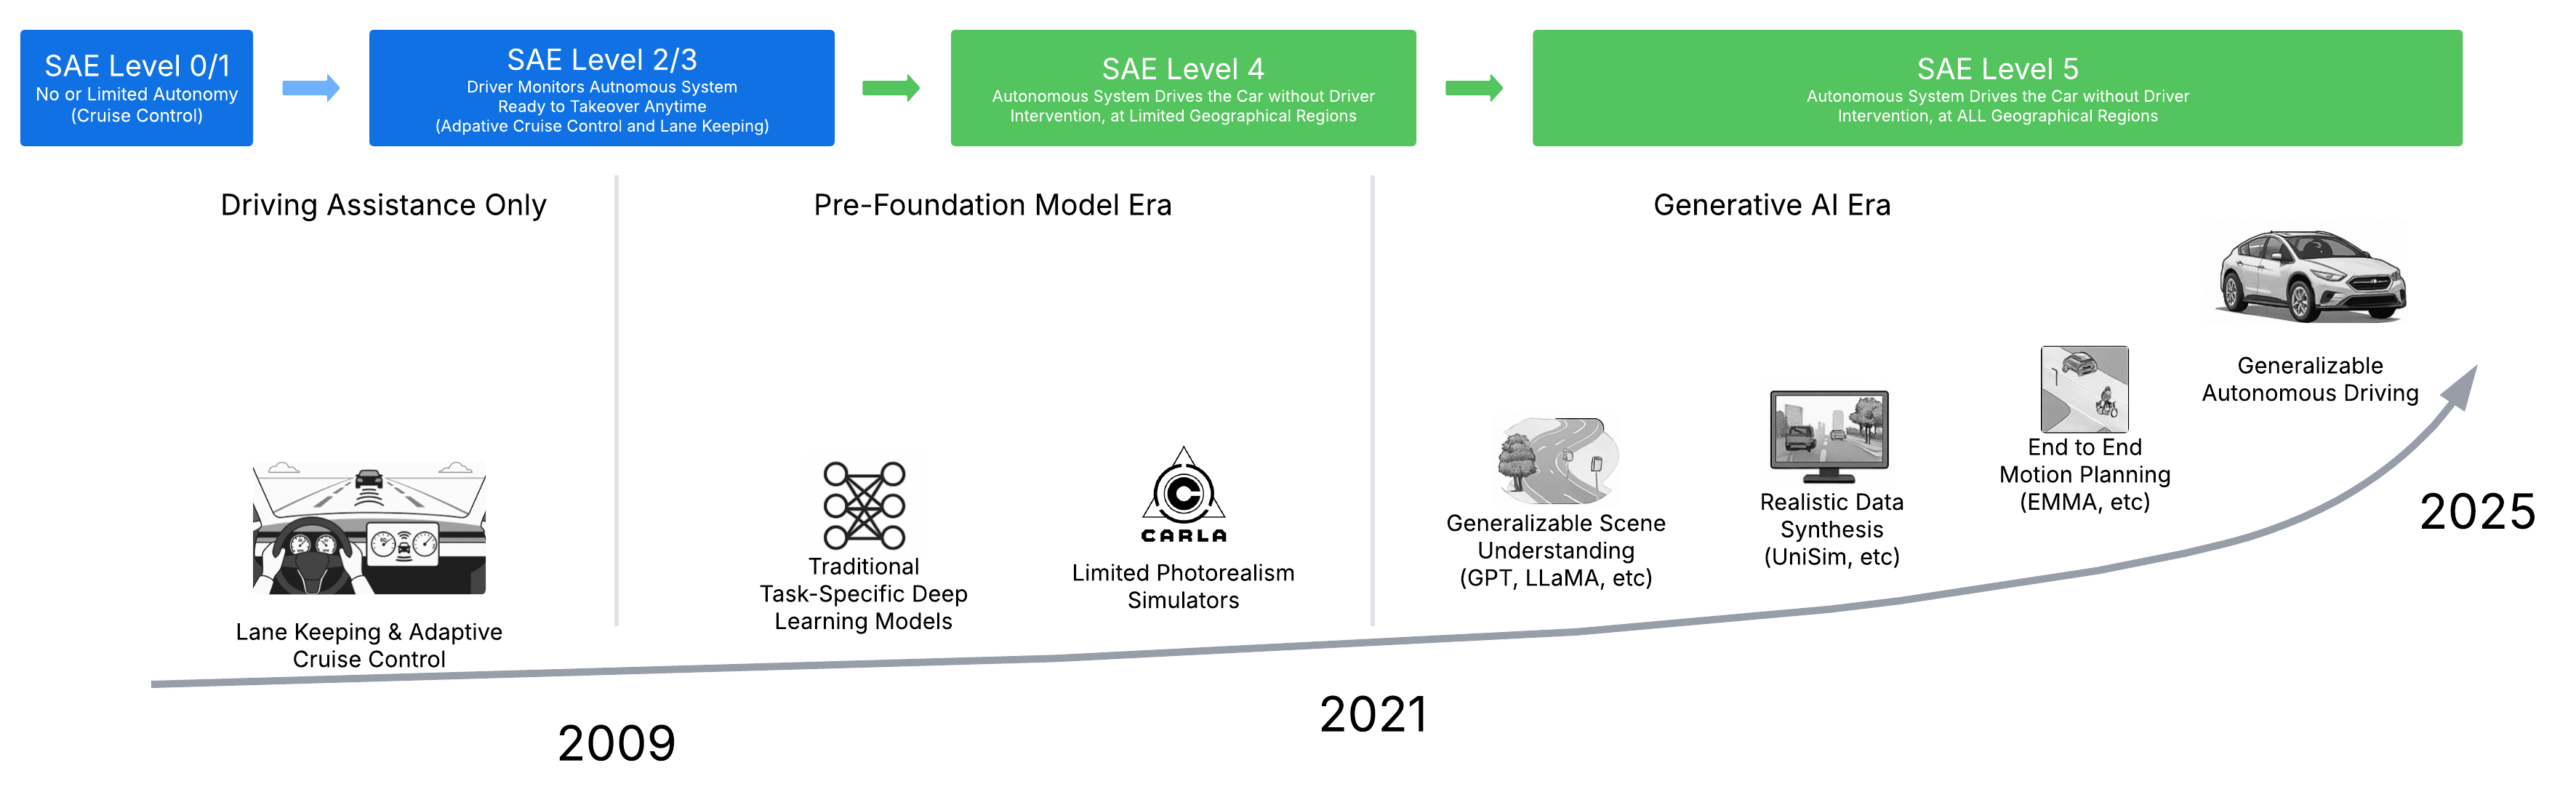 SAE Level 0/1
No or Limited Autonomy
(Cruise Control)
SAE Level 2/3
Driver Monitors Autnomous System
Ready to Takeover Anytime
(Adpative Cruise Control and Lane Keeping)
SAE Level 4
Autonomous System Drives the Car without Driver
Intervention, at Limited Geographical Regions
SAE Level 5
Autonomous System Drives the Car without Driver
Intervention, at ALL Geographical Regions
Driving Assistance Only
Pre-Foundation Model Era
Generative AI Era
Lane Keeping & Adaptive
Cruise Control
Traditional
Task-Specific Deep
Learning Models
CARLA
Limited Photorealism
Simulators
Generalizable Scene
Understanding
(GPT, LLaMA, etc)
Realistic Data
Synthesis
(UniSim, etc)
End to End
Motion Planning
(EMMA, etc)
Generalizable
Autonomous Driving
2009
2021
2025